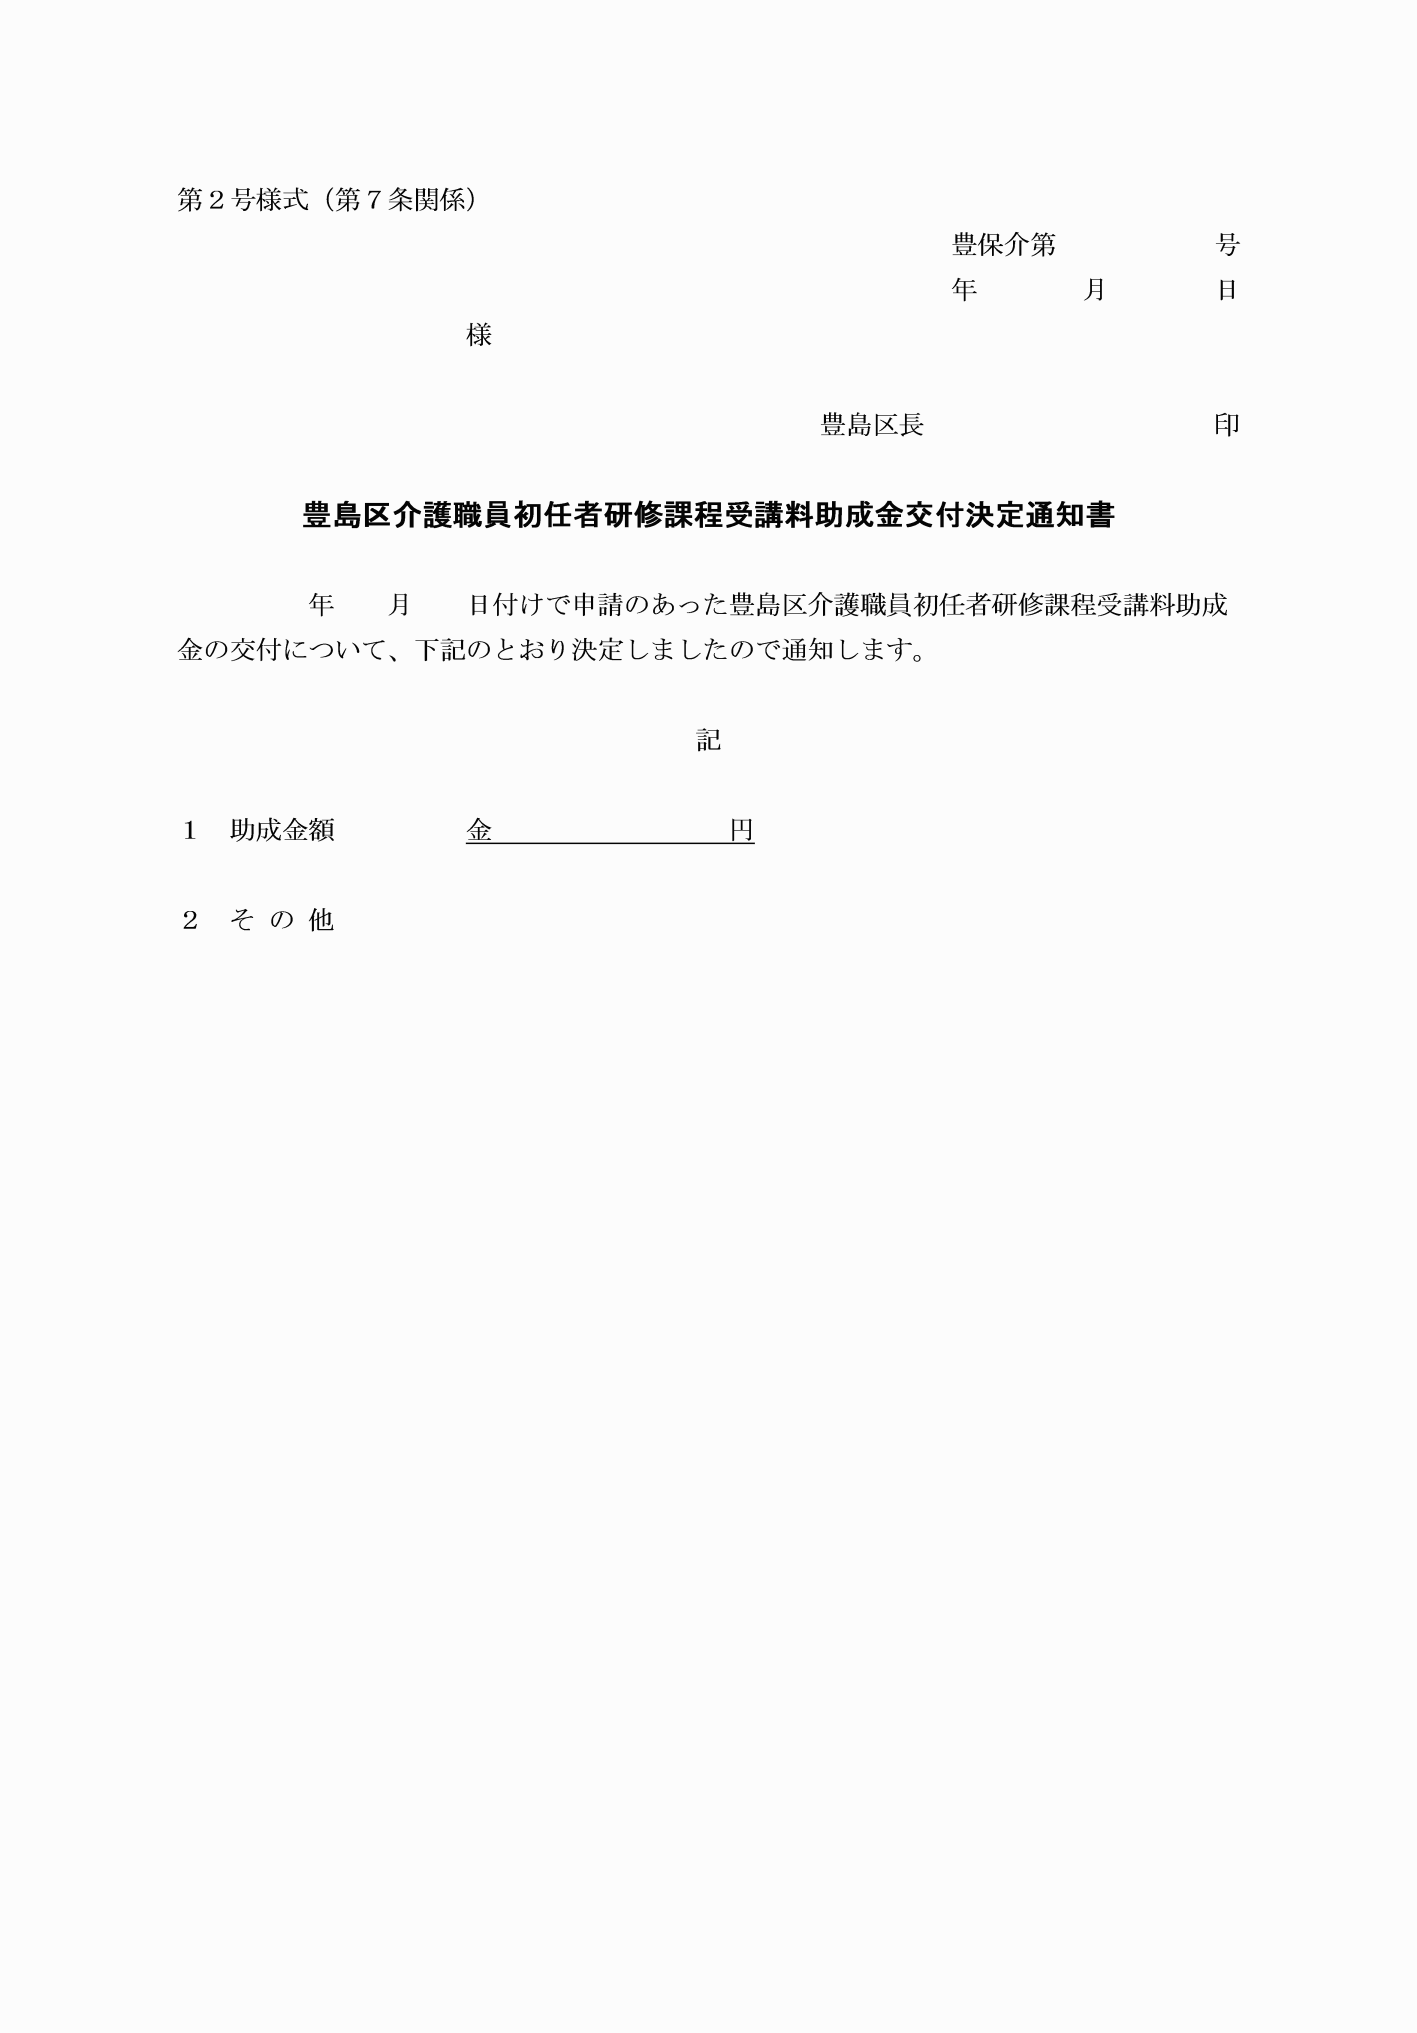 第２号様式（第７条関係）
豊保介第　　　　　　号
年　　　　月　　　　日
様
豊島区長　　　　　　　　　　　印
豊島区介護職員初任者研修課程受講料助成金交付決定通知書
年　　月　　日付けで申請のあった豊島区介護職員初任者研修課程受講料助成
金の交付について、下記のとおり決定しましたので通知します。
記
１　助成金額　　　　　金　　　　　　　　　円
２　そ の 他